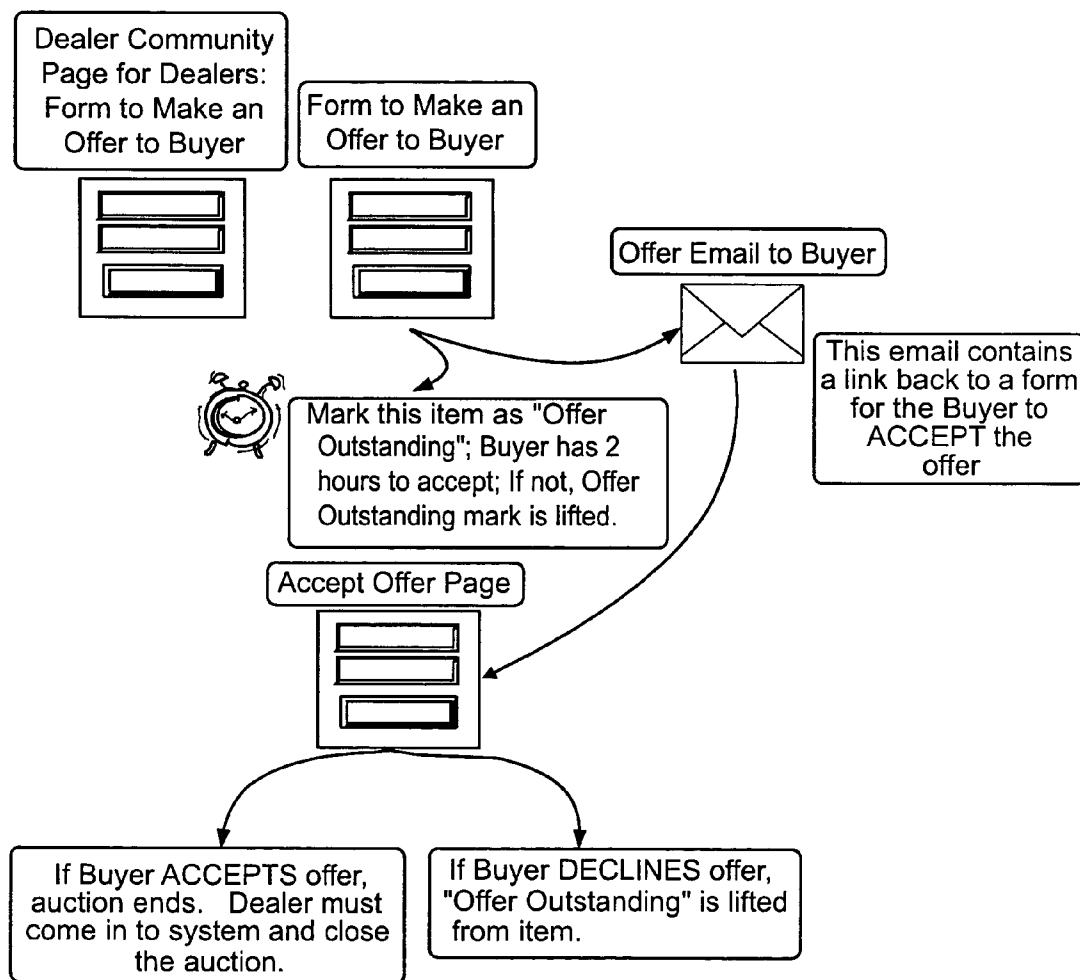 Dealer Community
Page for Dealers:
Form to Make an
Offer to Buyer
Form to Make an
Offer to Buyer
Offer Email to Buyer
This email contains
a link back to a form
for the Buyer to
ACCEPT the
offer
Mark this item as "Offer
Outstanding"; Buyer has 2
hours to accept; If not, Offer
Outstanding mark is lifted.
Accept Offer Page
If Buyer ACCEPTS offer,
auction ends. Dealer must
come in to system and close
the auction.
If Buyer DECLINES offer,
"Offer Outstanding" is lifted
from item.